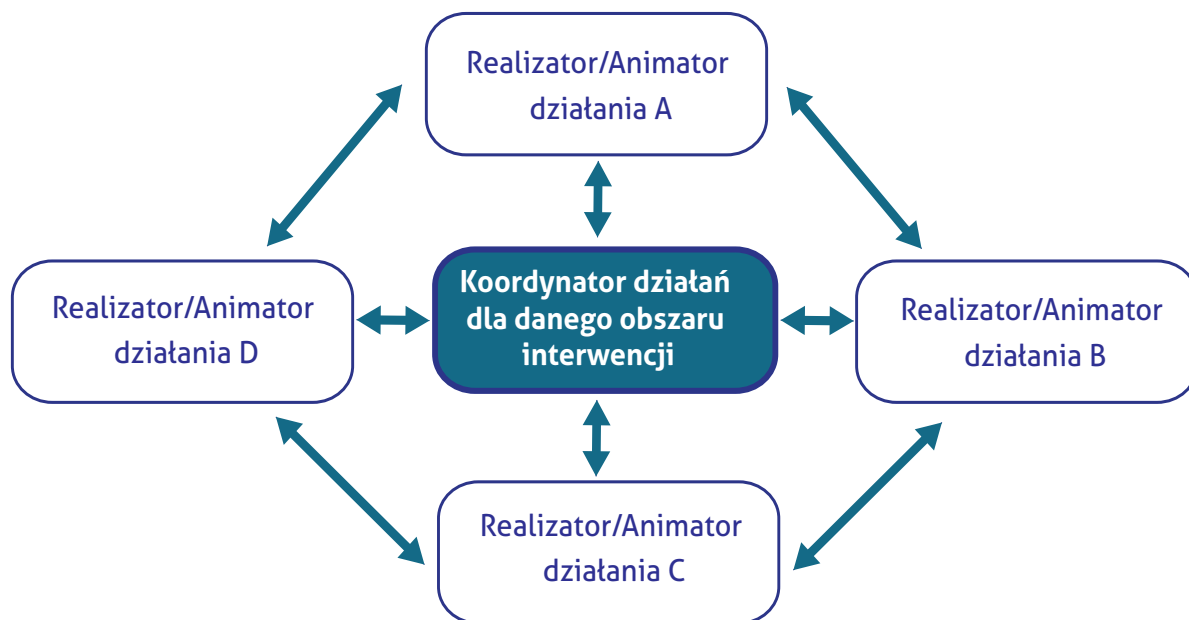 Realizator/Animator
działania A
Realizator/Animator
działania D
Koordynator działań
dla danego obszaru
interwencji
Realizator/Animator
działania B
Realizator/Animator
działania C